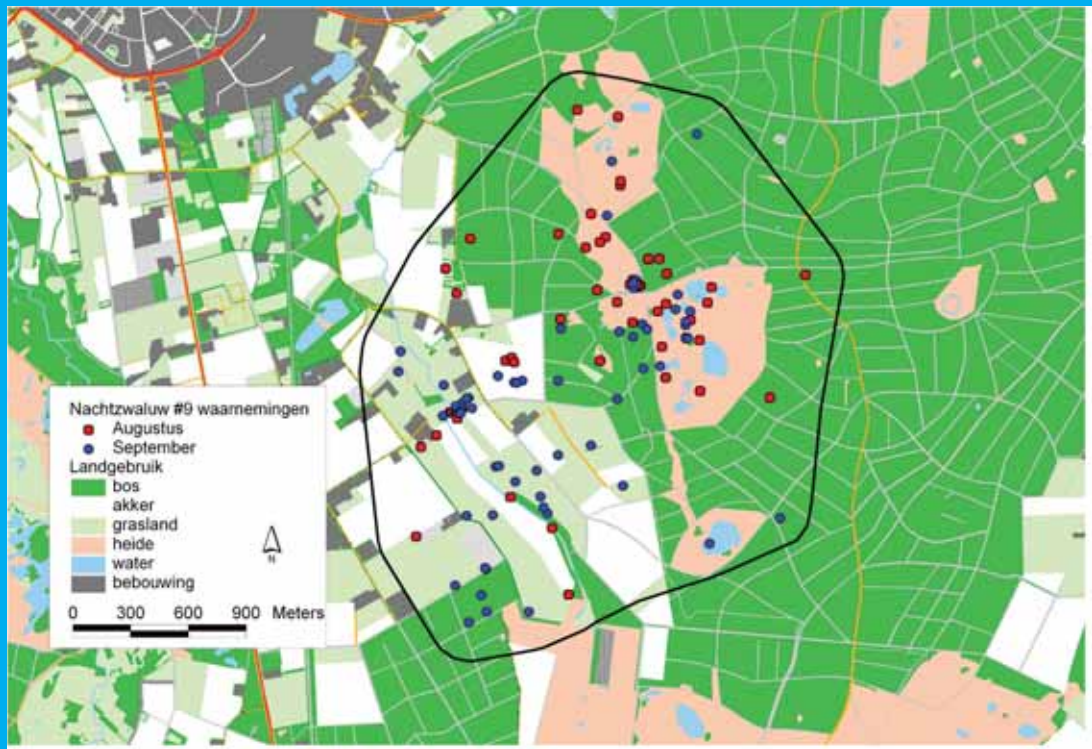 Nachtzwaluw #9 waarnemingen
Augustus
September
Landgebruik
bos
akker
grasland
heide
water
bebouwing
N
0 300 600 900 Meters